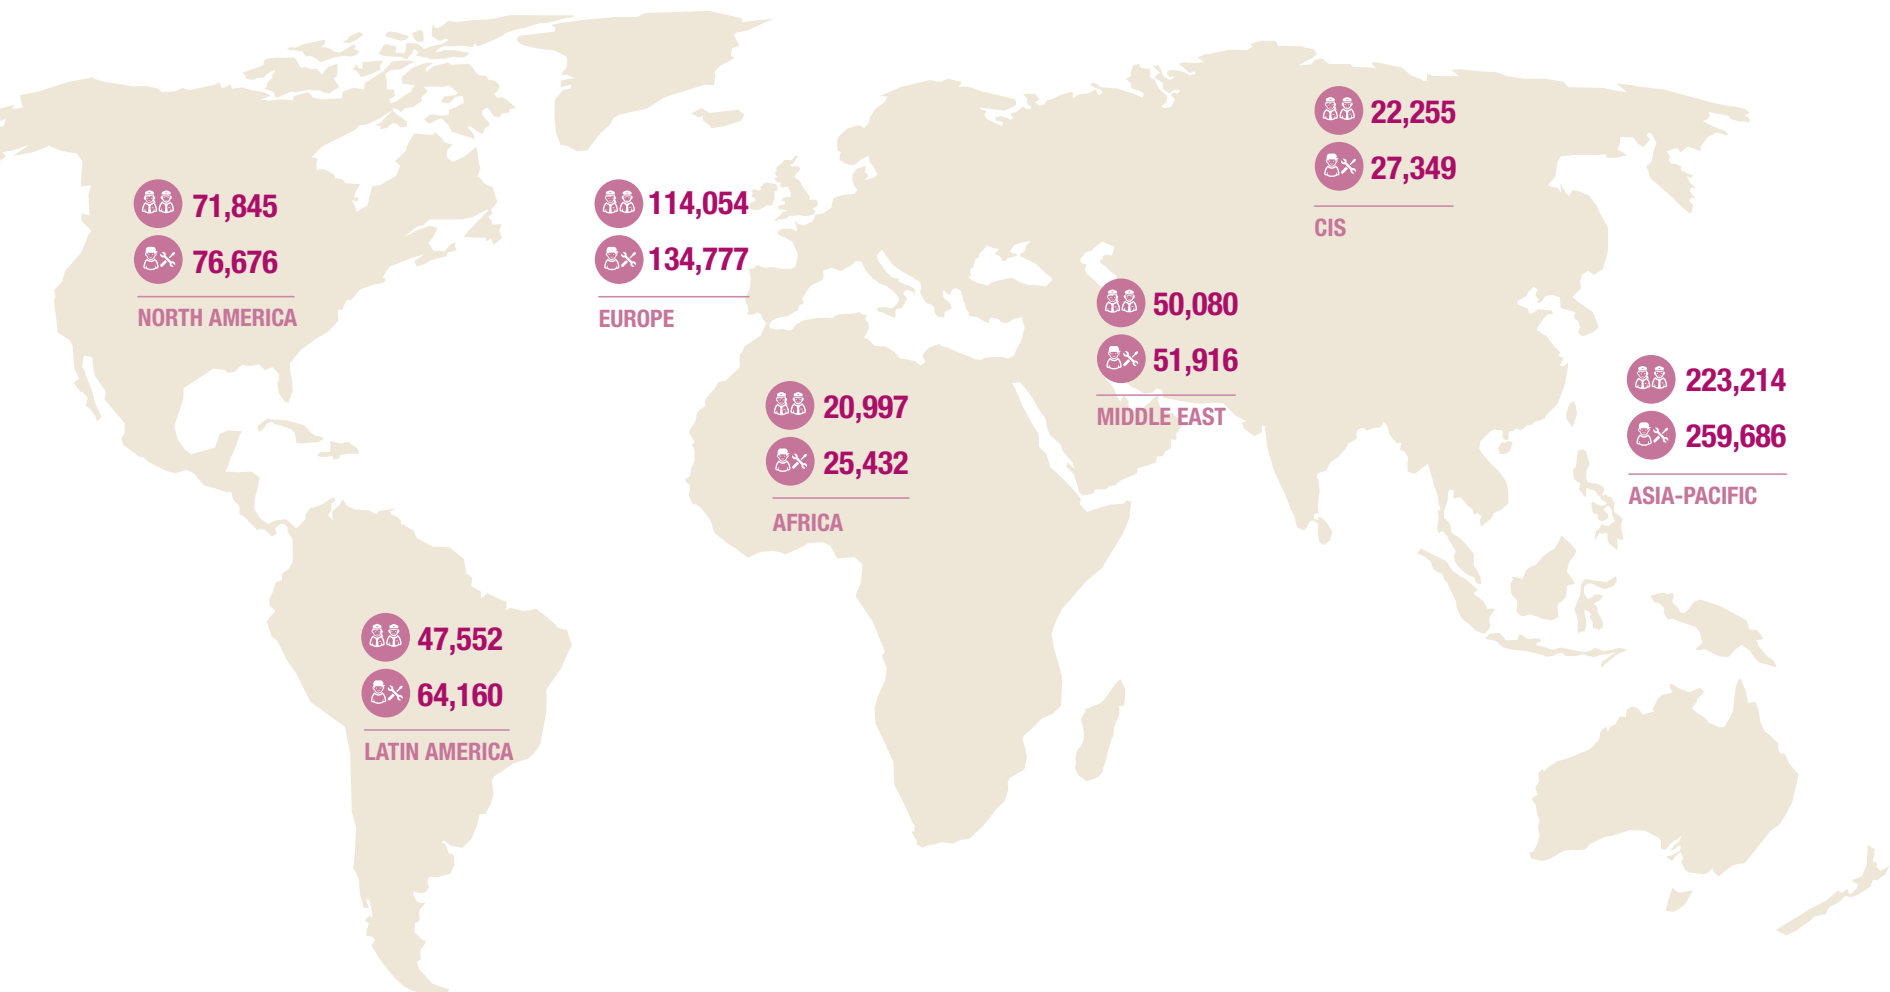 71,845
76,676
NORTH AMERICA
114,054
134,777
EUROPE
22,255
27,349
CIS
50,080
51,916
MIDDLE EAST
20,997
25,432
AFRICA
223,214
259,686
ASIA-PACIFIC
47,552
64,160
LATIN AMERICA